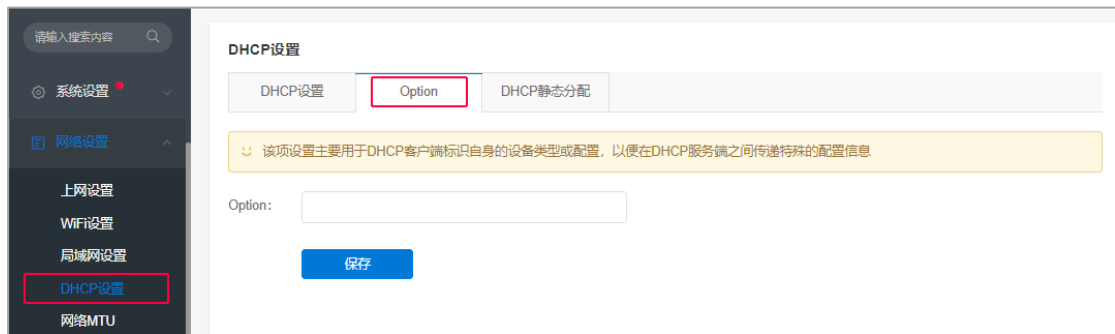 请输入搜索内容
系统设置
网络设置
上网设置
WiFi设置
局域网设置
DHCP设置
网络MTU
DHCP设置
DHCP设置 Option DHCP静态分配
该项设置主要用于DHCP客户端标识自身的设备类型或配置，以便在DHCP服务端之间传递特殊的配置信息
Option:
保存